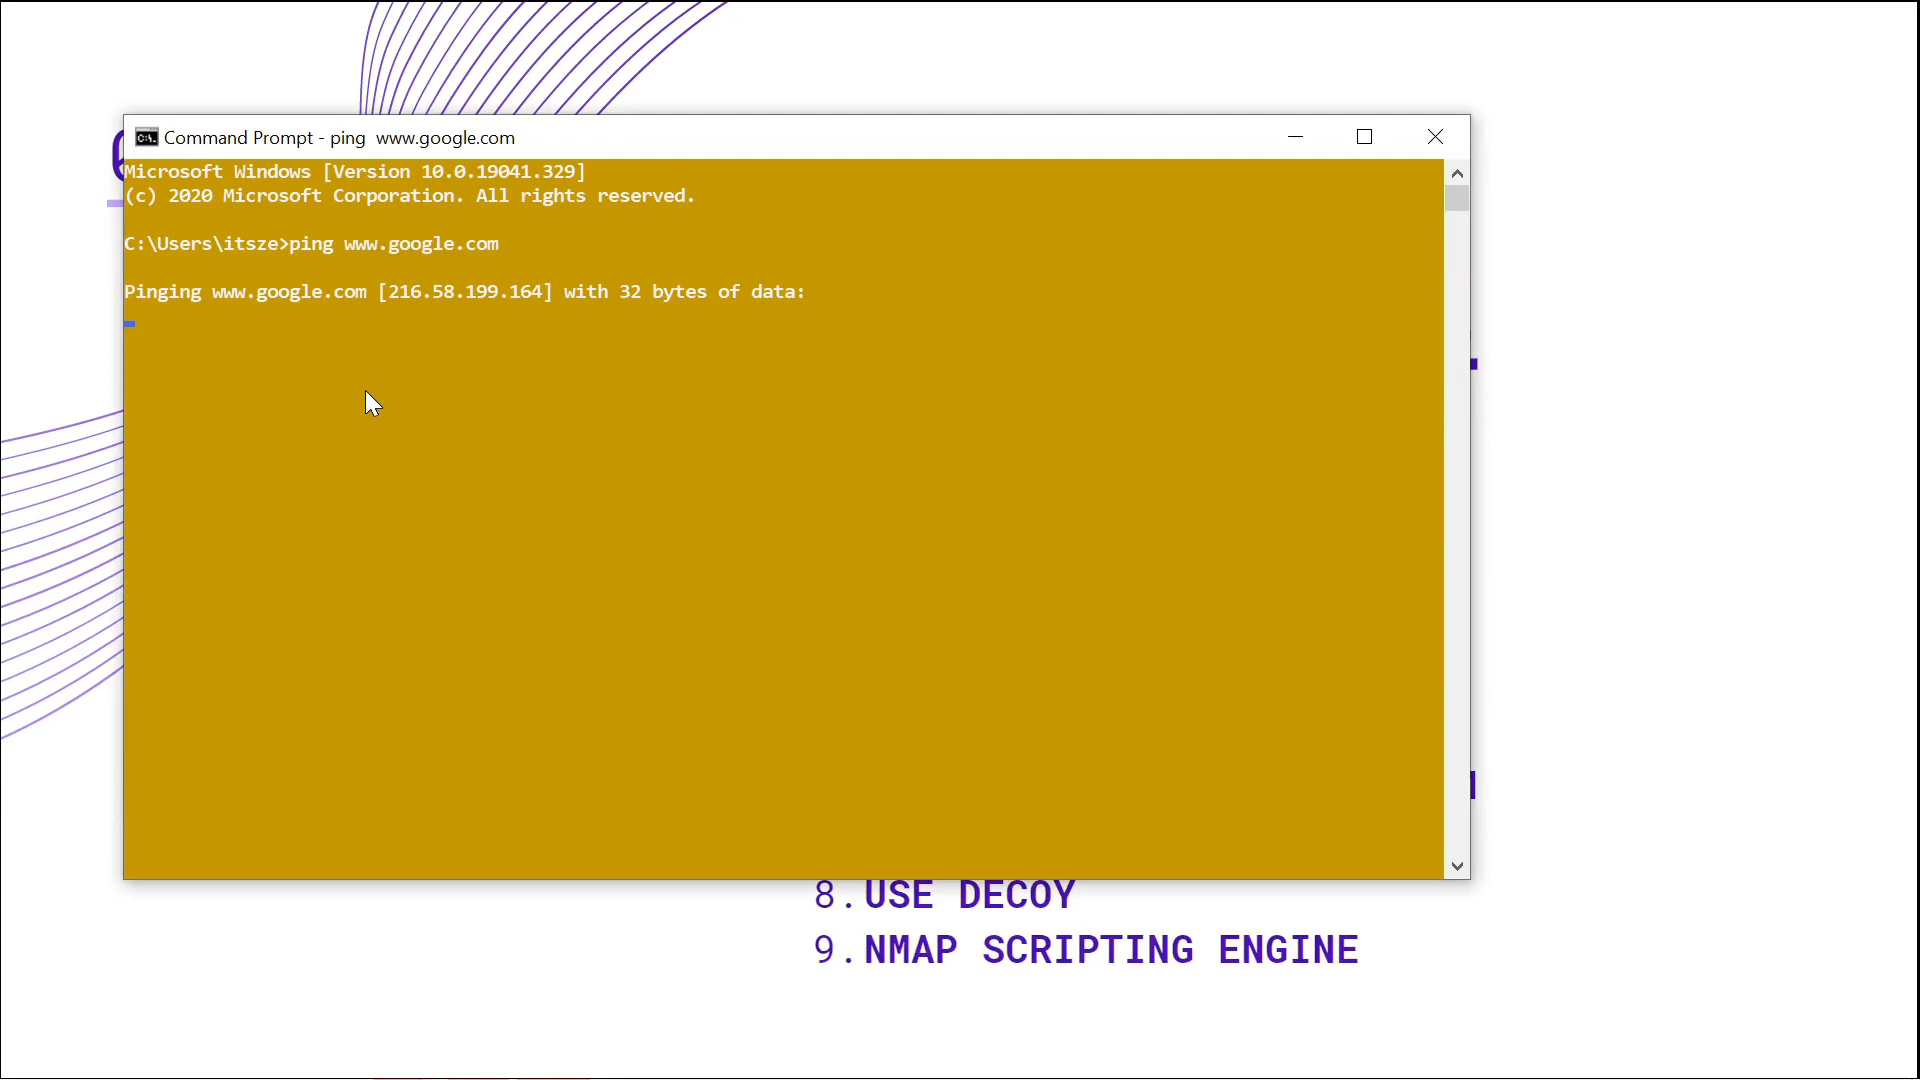 Command Prompt - ping  www.google.com
Microsoft Windows [Version 10.0.19041.329]
(c) 2020 Microsoft Corporation. All rights reserved.
C:\Users\itsze>ping www.google.com
Pinging www.google.com [216.58.199.164] with 32 bytes of data:
8. USE DECOY
9. NMAP SCRIPTING ENGINE